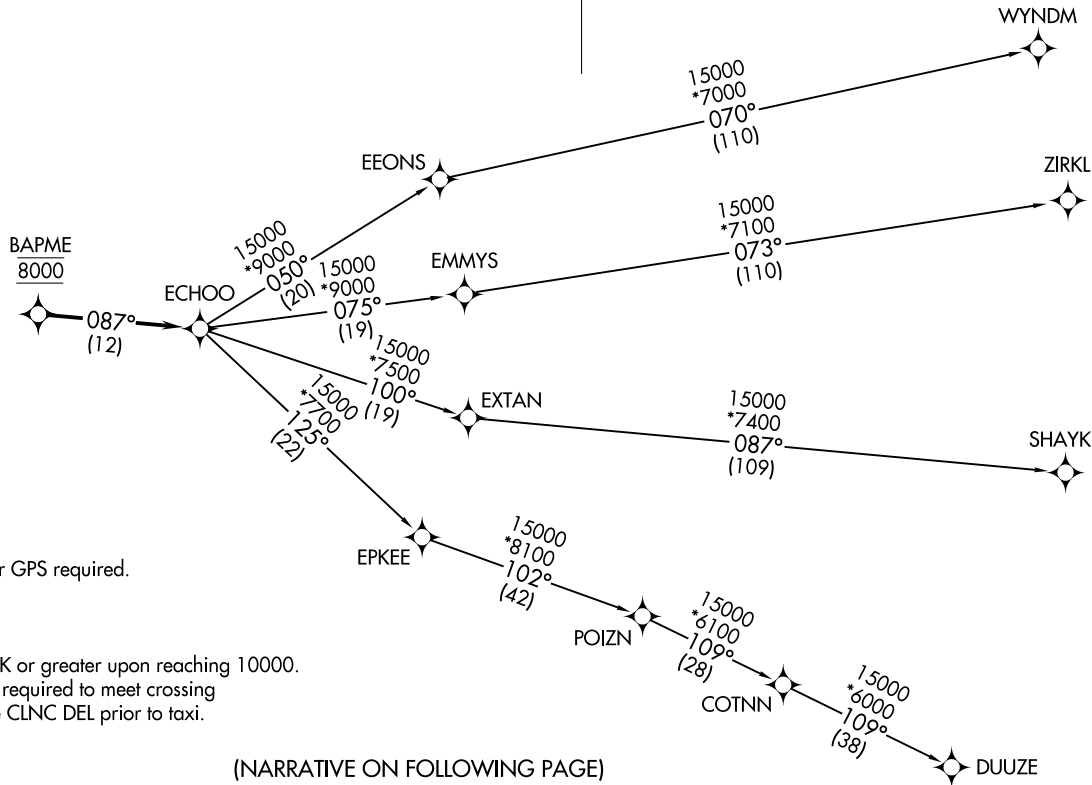 WYNDM
15000
*7000
070°
(110)
EEONS
ZIRKL
15000
*7100
073°
(110)
BAPME
8000
15000
*9000
050°
(20)
15000
*9000
075°
(19)
EMMYS
ECHOO
087°
(12)
15000
*7500
100°
(19)
15000
*7700
125°
(22)
EXTAN
15000
*7400
087°
(109)
SHAYK
EPKEE
15000
*8100
102°
(42)
r GPS required.
POIZN
15000
*6100
109°
(28)
K or greater upon reaching 10000.
required to meet crossing
CLNC DEL prior to taxi.
COTNN
15000
*6000
109°
(38)
DUUZE
(NARRATIVE ON FOLLOWING PAGE)